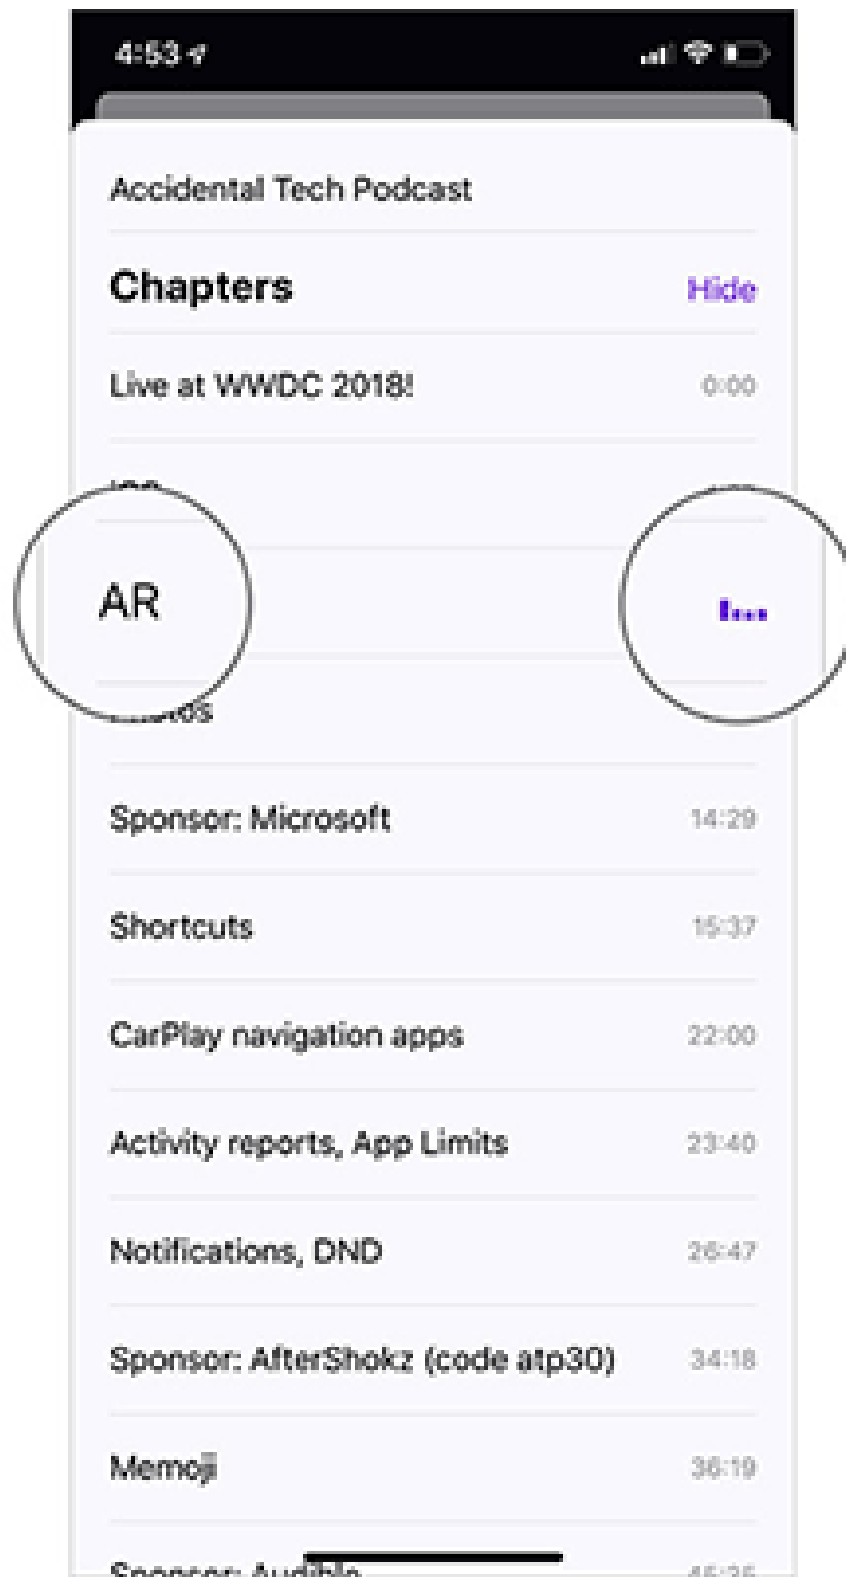 4:53
Accidental Tech Podcast
Chapters Hide
Live at WWDC 2018! 0:00
AR
Sponsor: Microsoft 14:29
Shortcuts 15:37
CarPlay navigation apps 22:00
Activity reports, App Limits 23:40
Notifications, DND 26:47
Sponsor: AfterShokz (code atp30) 34:18
Memoji 36:19
Sponsor: Audible